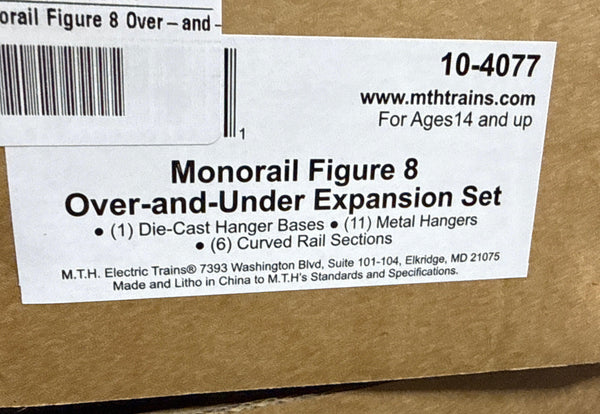 orail Figure 8 Over-and-
1
10-4077
www.mthtrains.com
For Ages14 and up
Monorail Figure 8
Over-and-Under Expansion Set
• (1) Die-Cast Hanger Bases • (11) Metal Hangers
• (6) Curved Rail Sections
M.T.H. Electric Trains® 7393 Washington Blvd, Suite 101-104, Elkridge, MD 21075
Made and Litho in China to M.T.H's Standards and Specifications.